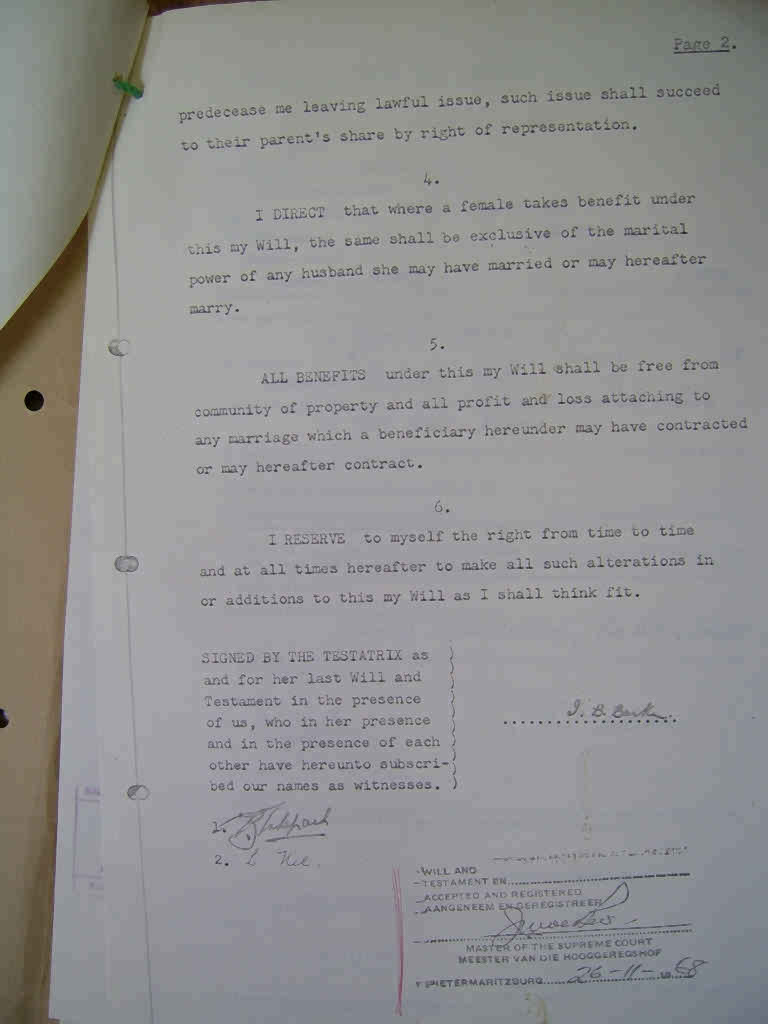 Page 2.
predecease me leaving lawful issue, such issue shall succeed
to their parent's share by right of representation.
4.
I DIRECT that where a female takes benefit under
this my Will, the same shall be exclusive of the marital
power of any husband she may have married or may hereafter
marry.
5.
ALL BENEFITS under this my Will shall be free from
community of property and all profit and loss attaching to
any marriage which a beneficiary hereunder may have contracted
or may hereafter contract.
6.
I RESERVE to myself the right from time to time
and at all times hereafter to make all such alterations in
or additions to this my Will as I shall think fit.
SIGNED BY THE TESTATRIX as
and for her last Will and
Testament in the presence
of us, who in her presence
and in the presence of each
other have hereunto subscri-
bed our names as witnesses.
I. B.
1.
2.
WILL AND
TESTAMENT EN
ACCEPTED AND REGISTERED
AANGENEEM EN GEREGISTREER
MASTER OF THE SUPREME COURT
MEESTER VAN DIE HOOGGEREGSHOF
PIETERMARITZBURG 26-11-1968